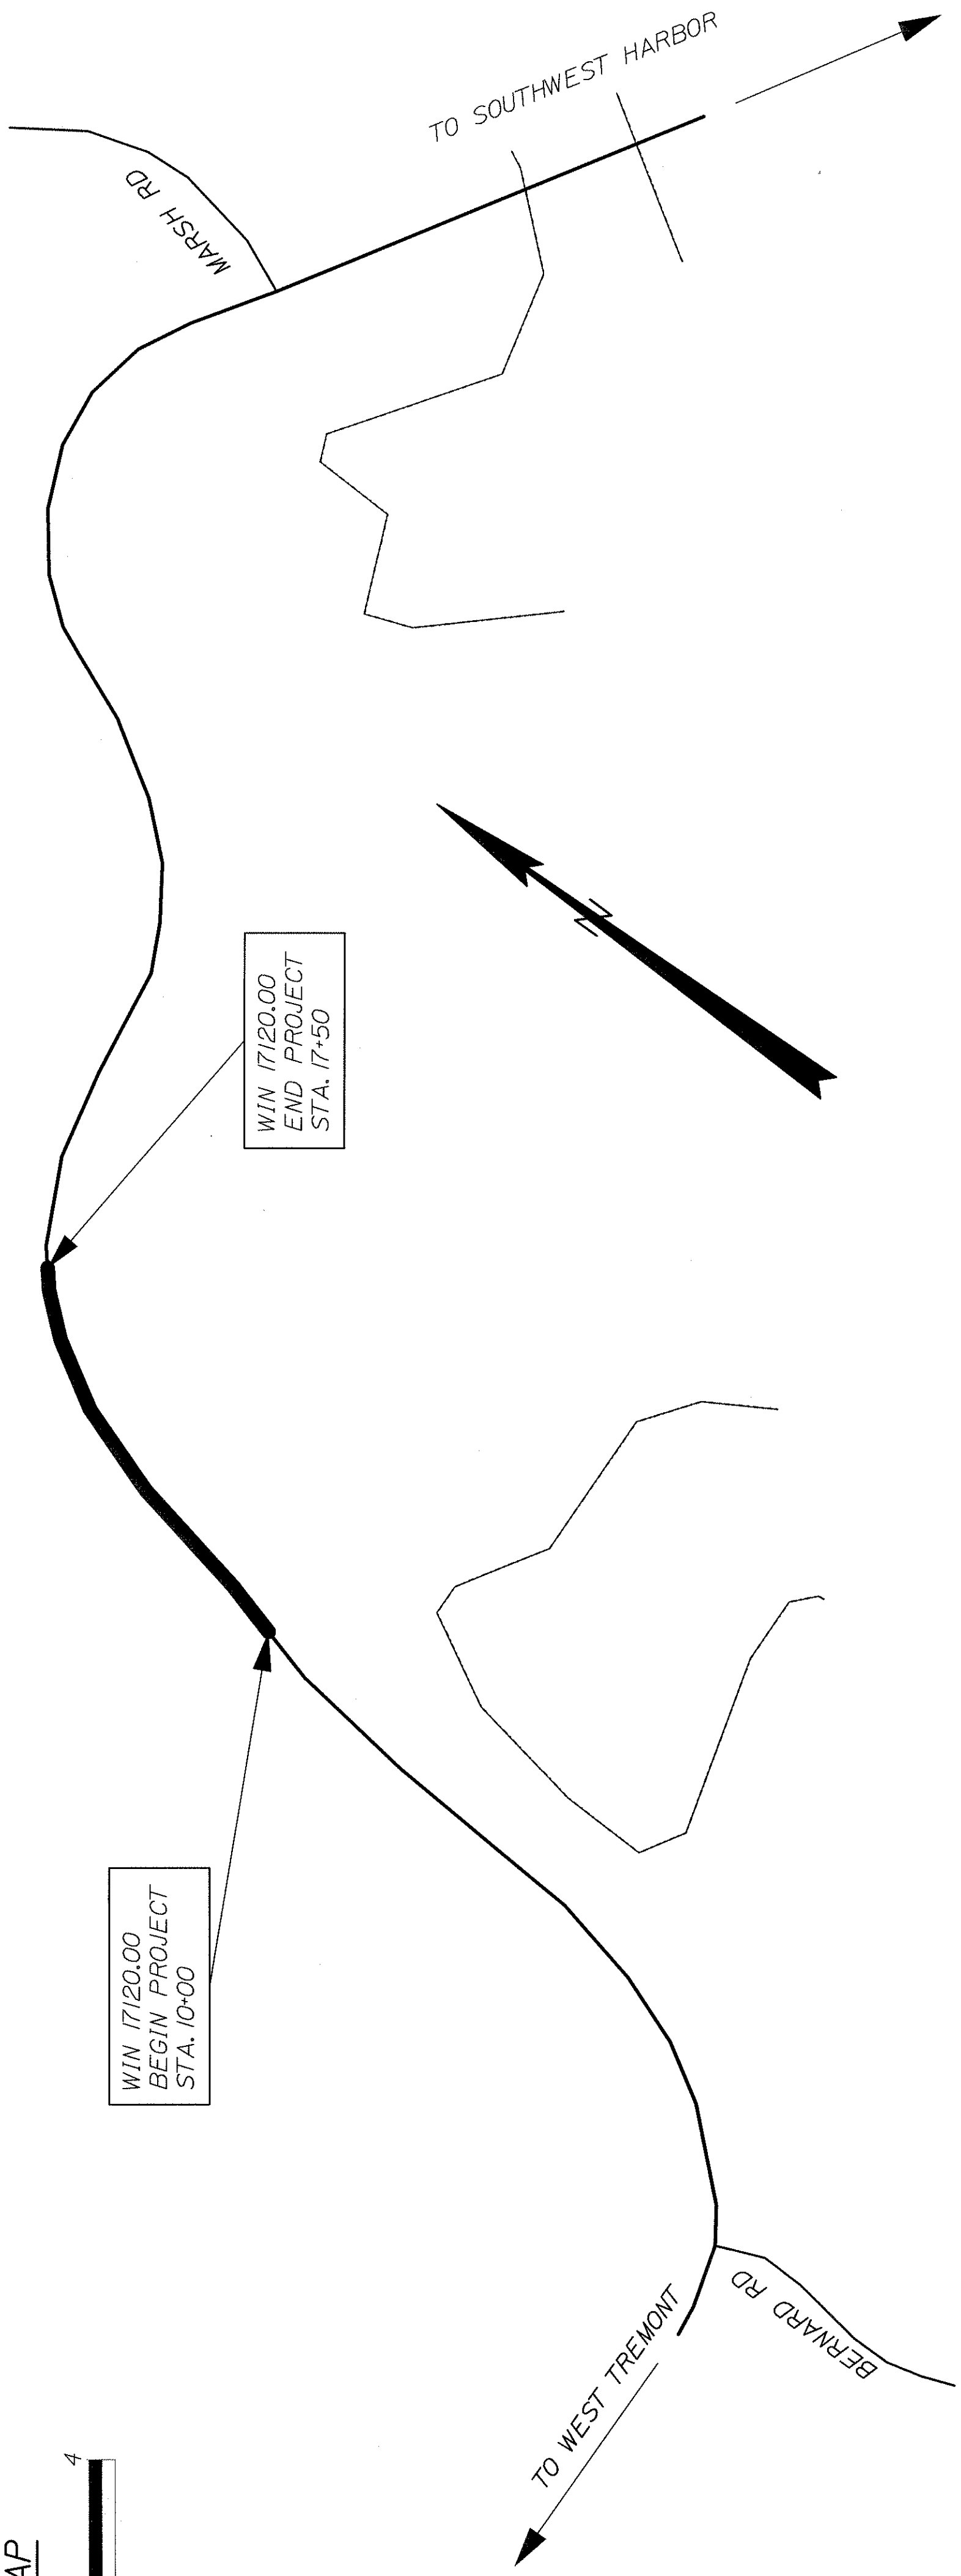 TO SOUTHWEST HARBOR
MARSH RD
N
WIN 17120.00
END PROJECT
STA. 17+50
WIN 17120.00
BEGIN PROJECT
STA. 10+00
BERNARD RD
TO WEST TREMONT
4
AP